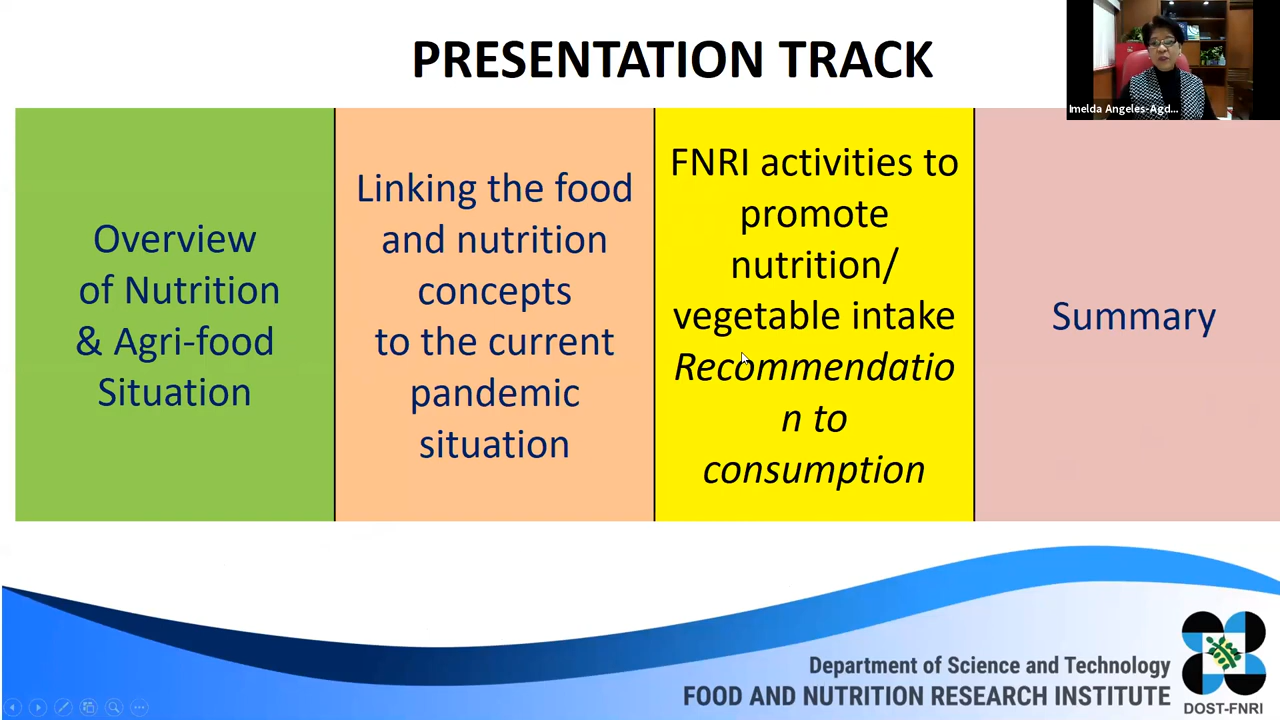 PRESENTATION TRACK
Imelda Angeles-Agd...
Overview
of Nutrition
& Agri-food
Situation
Linking the food
and nutrition
concepts
to the current
pandemic
situation
FNRI activities to
promote
nutrition/
vegetable intake
Recommendatio
n to
consumption
Summary
Department of Science and Technology
FOOD AND NUTRITION RESEARCH INSTITUTE
DOST-FNRI